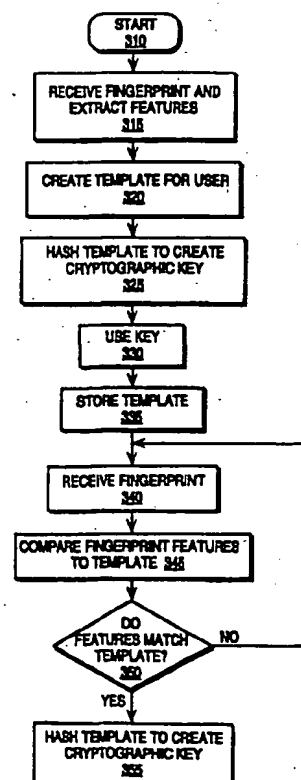 START
310
RECEIVE FINGERPRINT AND
EXTRACT FEATURES
315
CREATE TEMPLATE FOR USER
320
HASH TEMPLATE TO CREATE
CRYPTOGRAPHIC KEY
325
USE KEY
330
STORE TEMPLATE
335
RECEIVE FINGERPRINT
340
COMPARE FINGERPRINT FEATURES
TO TEMPLATE 345
DO
FEATURES MATCH
TEMPLATE?
350
NO
YES
HASH TEMPLATE TO CREATE
CRYPTOGRAPHIC KEY
355